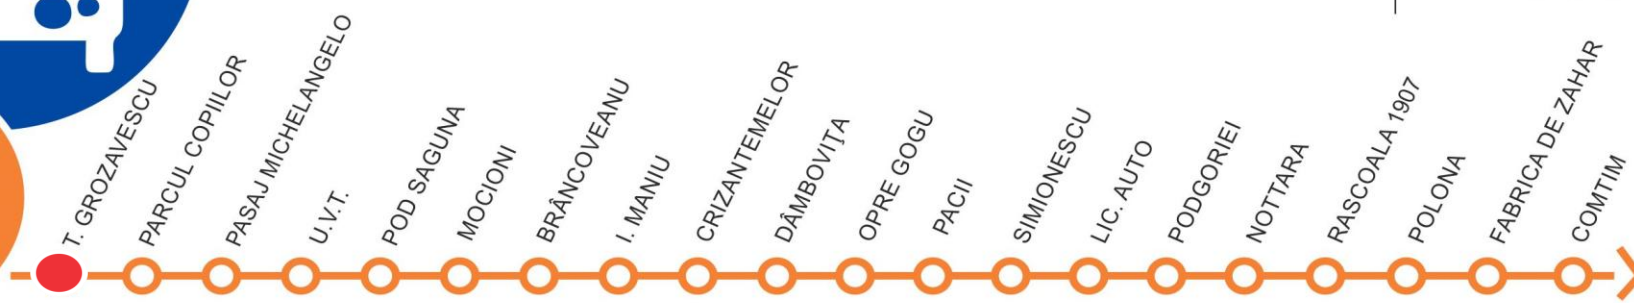 T. GROZAVESCU
PARCUL COPIILOR
PASAJ MICHELANGELO
U.V.T.
POD SAGUNA
MOCIONI
BRÂNCOVEANU
I. MANIU
CRIZANTEMELOR
DÂMBOVIŢA
OPRE GOGU
PACII
SIMIONESCU
LIC. AUTO
PODGORIEI
NOTTARA
RASCOALA 1907
POLONA
FABRICA DE ZAHAR
COMTIM